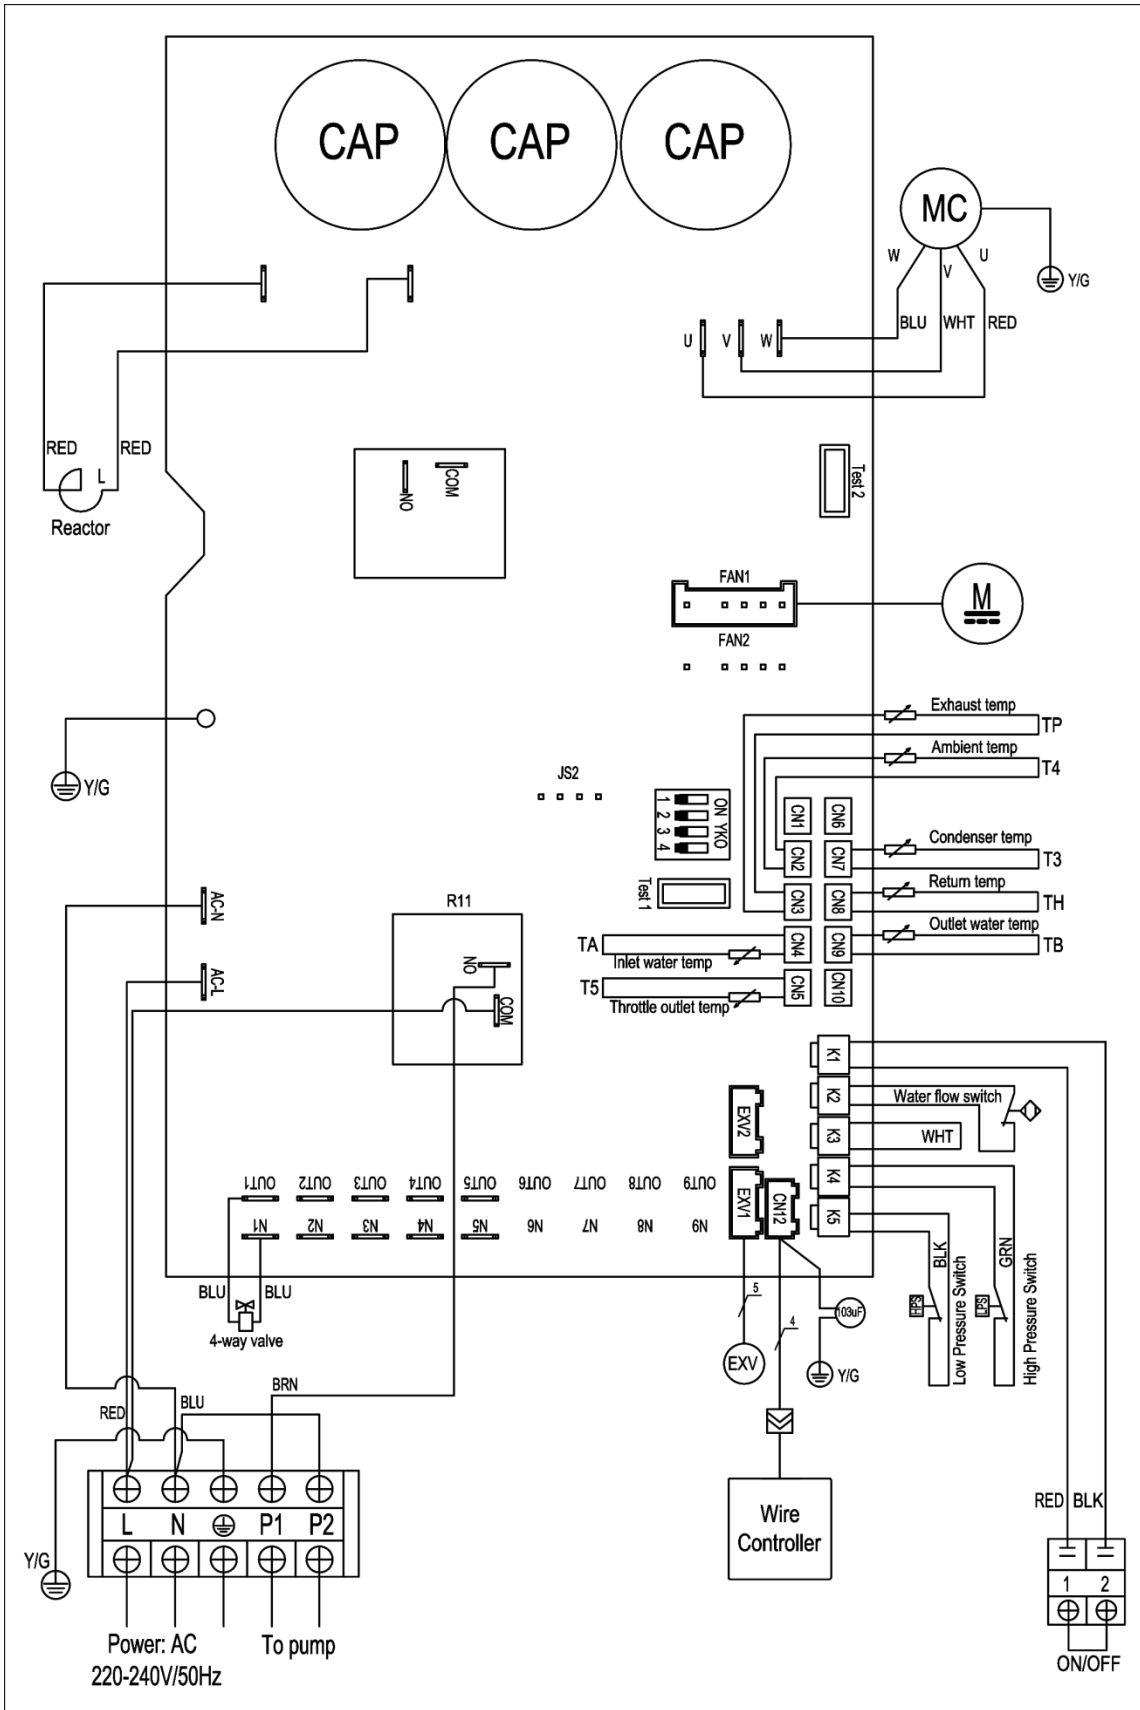 CAP CAP CAP
MC
W V U
Y/G
BLU WHT RED
U V W
RED RED
L
Reactor
NO COM
Test 2
FAN1
M
FAN2
Exhaust temp
TP
Ambient temp
T4
Y/G
JS2
1 2 3 4
ON YKO
CN1 CN6
CN2 CN7
Condenser temp
T3
Test 1
CN3 CN8
Return temp
TH
AC-N
R11
CN4 CN9
Outlet water temp
TB
TA
Inlet water temp
AC-L
NO
COM
T5
CN5 CN10
Throttle outlet temp
K1
K2
Water flow switch
EXV2
K3
WHT
K4
OUT1 OUT2 OUT3 OUT4 OUT5 OUT6 OUT7 OUT8 OUT9
EXV1
CN12
K5
N1 N2 N3 N4 N5 N6 N7 N8 N9
BLK
GRN
BLU BLU
4-way valve
5
103uF
4
HPS
Low Pressure Switch
LPS
High Pressure Switch
EXV
Y/G
BRN
BLU
RED
L N P1 P2
Wire
Controller
RED BLK
Y/G
1 2
Power: AC
220-240V/50Hz
To pump
ON/OFF